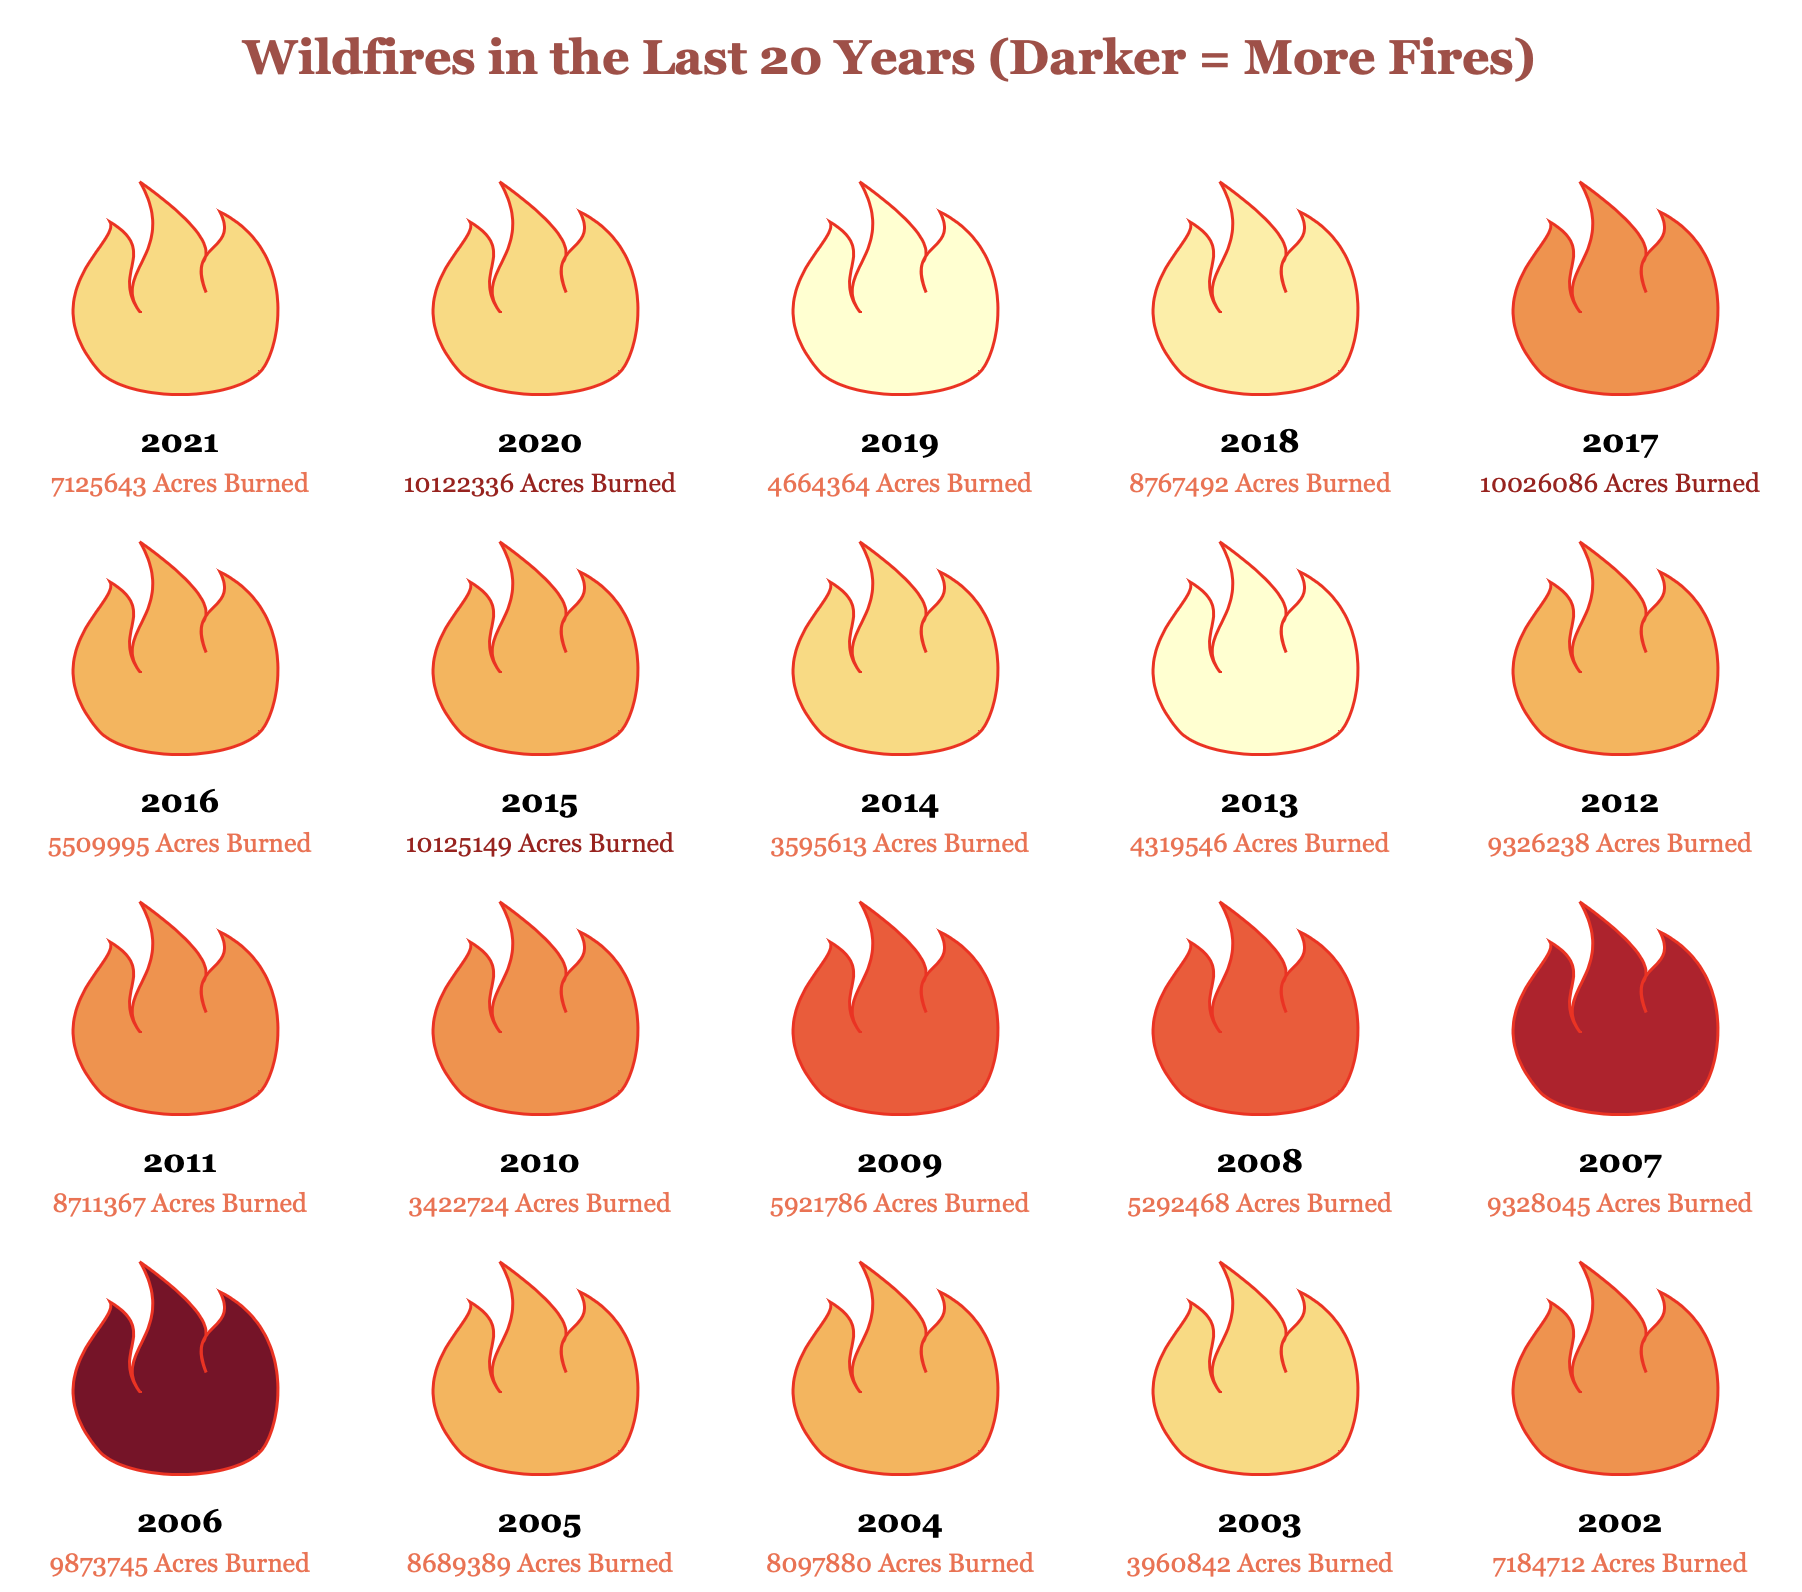 Wildfires in the Last 20 Years (Darker = More Fires)
2021
7125643 Acres Burned
2020
10122336 Acres Burned
2019
4664364 Acres Burned
2018
8767492 Acres Burned
2017
10026086 Acres Burned
2016
5509995 Acres Burned
2015
10125149 Acres Burned
2014
3595613 Acres Burned
2013
4319546 Acres Burned
2012
9326238 Acres Burned
2011
8711367 Acres Burned
2010
3422724 Acres Burned
2009
5921786 Acres Burned
2008
5292468 Acres Burned
2007
9328045 Acres Burned
2006
9873745 Acres Burned
2005
8689389 Acres Burned
2004
8097880 Acres Burned
2003
3960842 Acres Burned
2002
7184712 Acres Burned